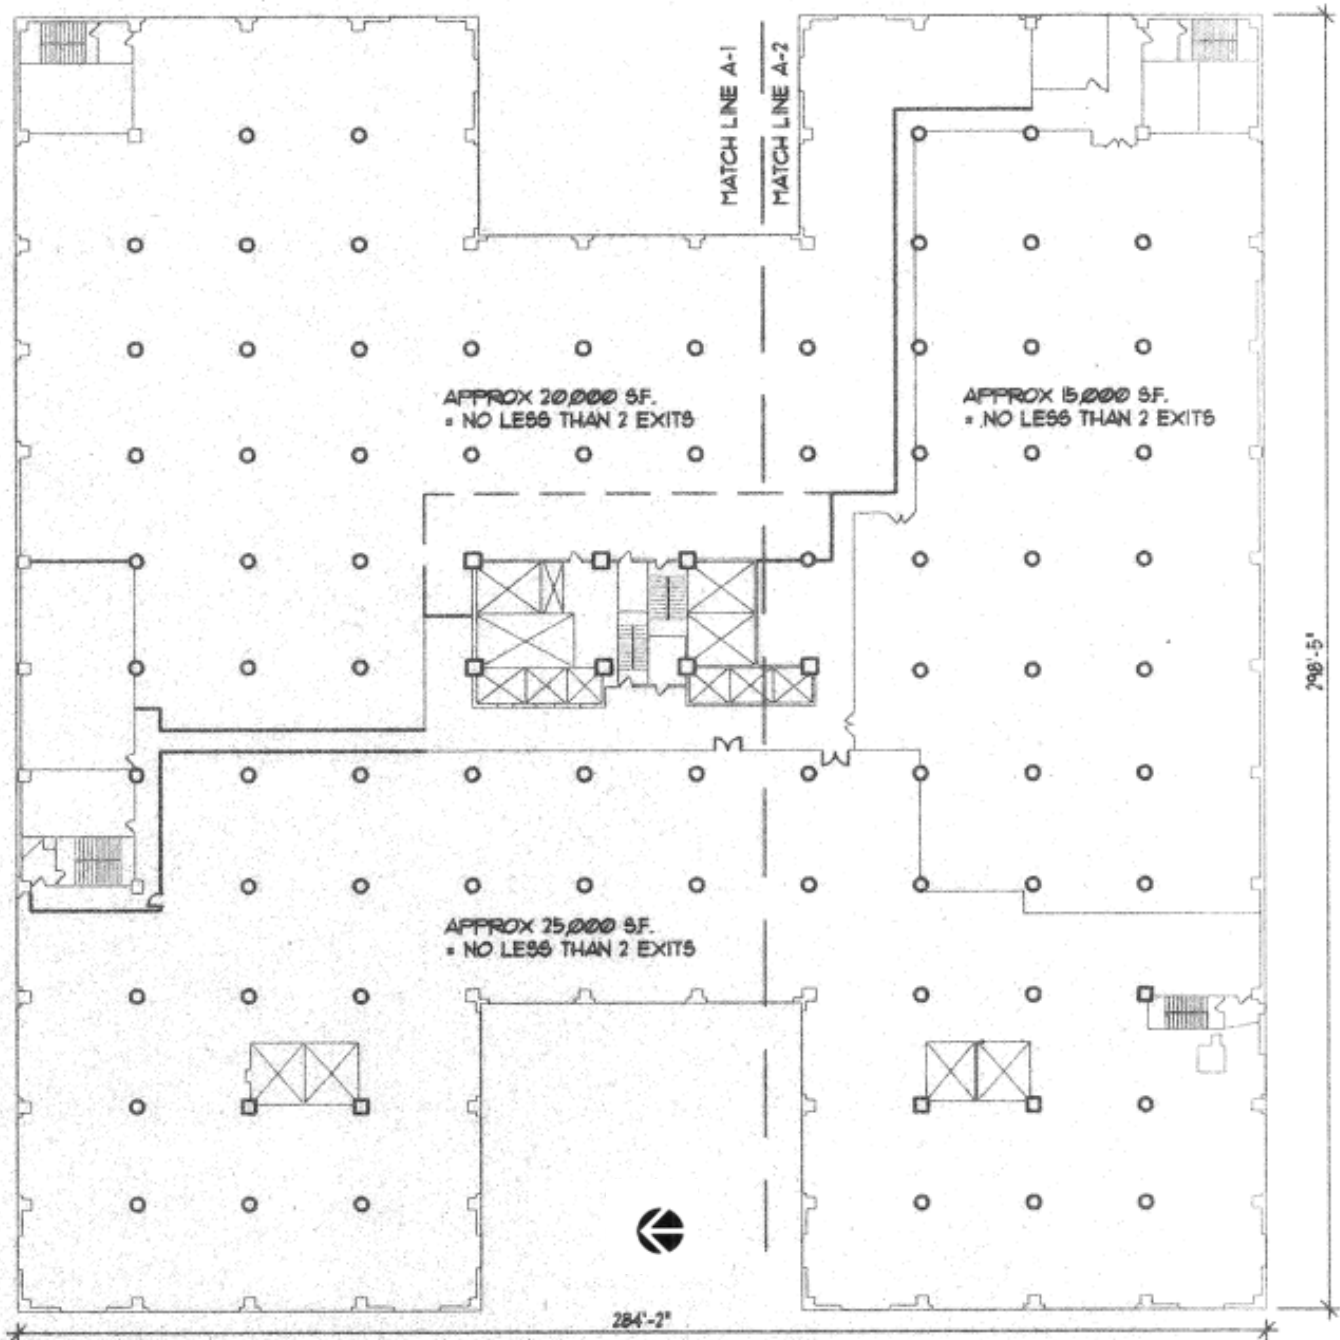 MATCH LINE A-1
MATCH LINE A-2
APPROX 20,000 S.F.
= NO LESS THAN 2 EXITS
APPROX 15,000 S.F.
= NO LESS THAN 2 EXITS
298'-5"
APPROX 25,000 S.F.
= NO LESS THAN 2 EXITS
284'-2"